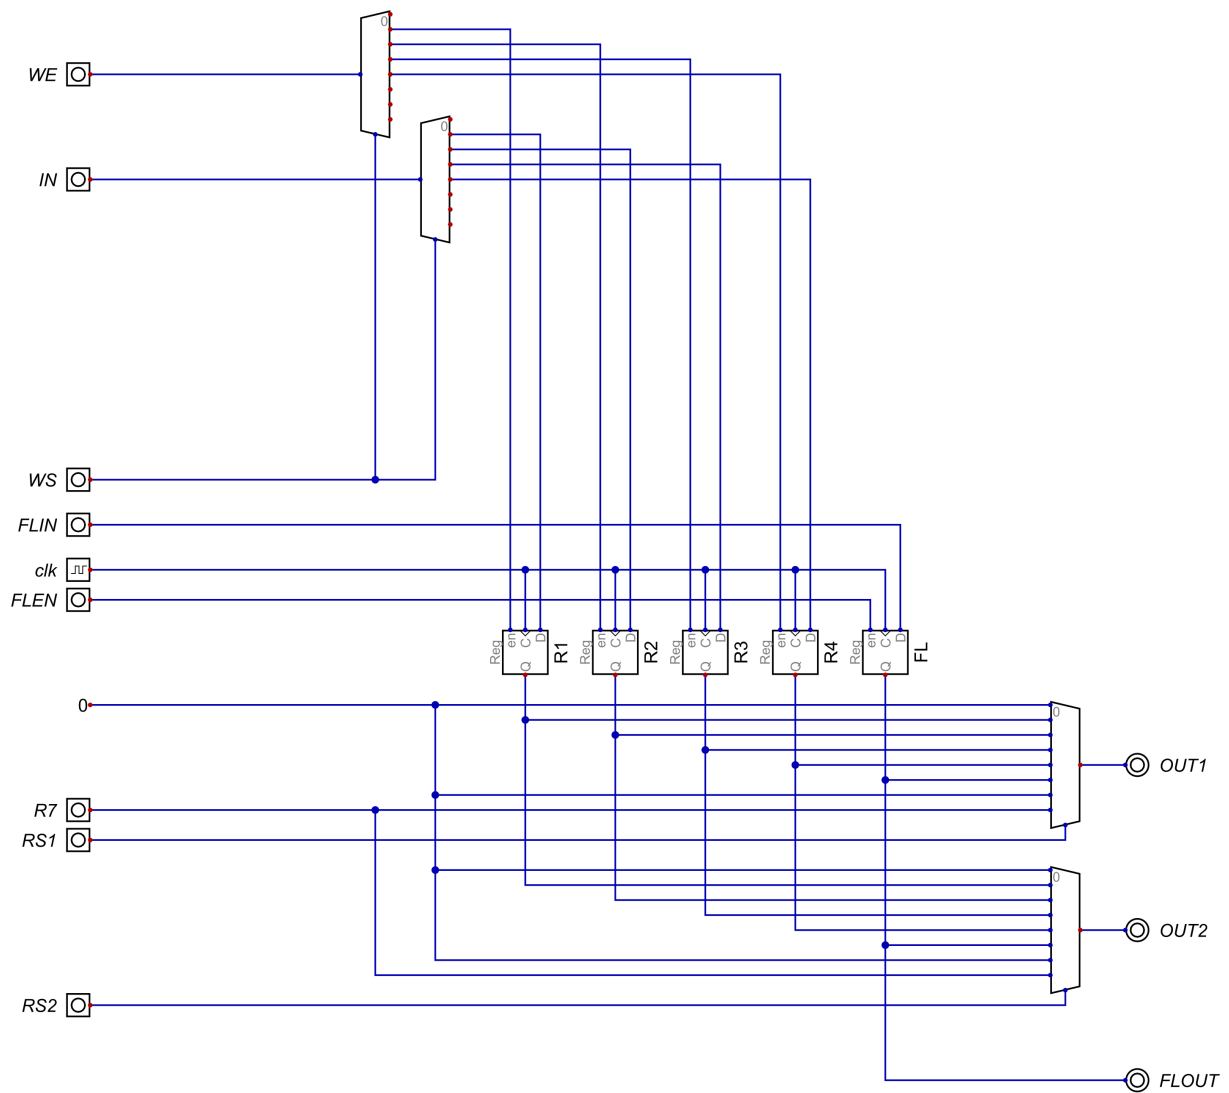 0
WE
0
IN
WS
FLIN
clk
FLEN
Reg en C D Q R1
Reg en C D Q R2
Reg en C D Q R3
Reg en C D Q R4
Reg en C D Q FL
0
0
OUT1
R7
RS1
0
OUT2
RS2
FLOUT